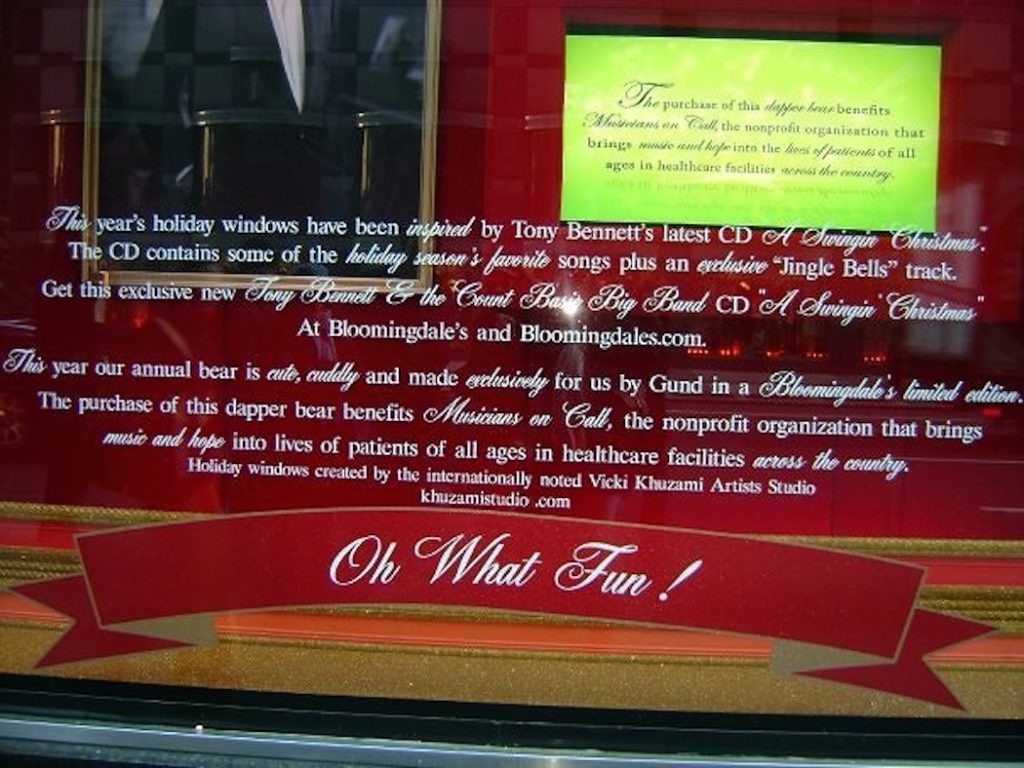 The purchase of this dapper bear benefits
Musicians on Call, the nonprofit organization that
brings music and hope into the lives of patients of all
ages in healthcare facilities across the country.
This year's holiday windows have been inspired by Tony Bennett's latest CD "A Swingin' Christmas".
The CD contains some of the holiday season's favorite songs plus an exclusive "Jingle Bells" track.
Get this exclusive new Tony Bennett & the Count Basie Big Band CD "A Swingin' Christmas"
At Bloomingdale's and Bloomingdales.com.
This year our annual bear is cute, cuddly and made exclusively for us by Gund in a Bloomingdale's limited edition.
The purchase of this dapper bear benefits Musicians on Call, the nonprofit organization that brings
music and hope into lives of patients of all ages in healthcare facilities across the country.
Holiday windows created by the internationally noted Vicki Khuzami Artists Studio
khuzamistudio .com
Oh What Fun !